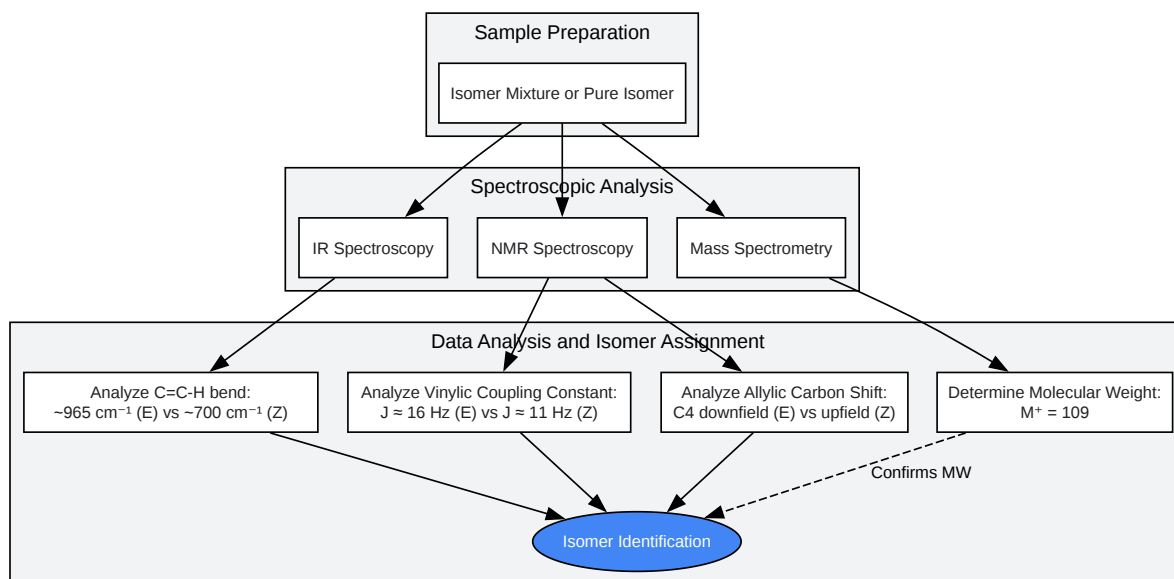 Sample Preparation
Isomer Mixture or Pure Isomer
Spectroscopic Analysis
IR Spectroscopy
NMR Spectroscopy
Mass Spectrometry
Data Analysis and Isomer Assignment
Analyze C=C-H bend:
~965 cm⁻¹ (E) vs ~700 cm⁻¹ (Z)
Analyze Vinylic Coupling Constant:
J ≈ 16 Hz (E) vs J ≈ 11 Hz (Z)
Analyze Allylic Carbon Shift:
C4 downfield (E) vs upfield (Z)
Determine Molecular Weight:
M⁺ = 109
Confirms MW
Isomer Identification